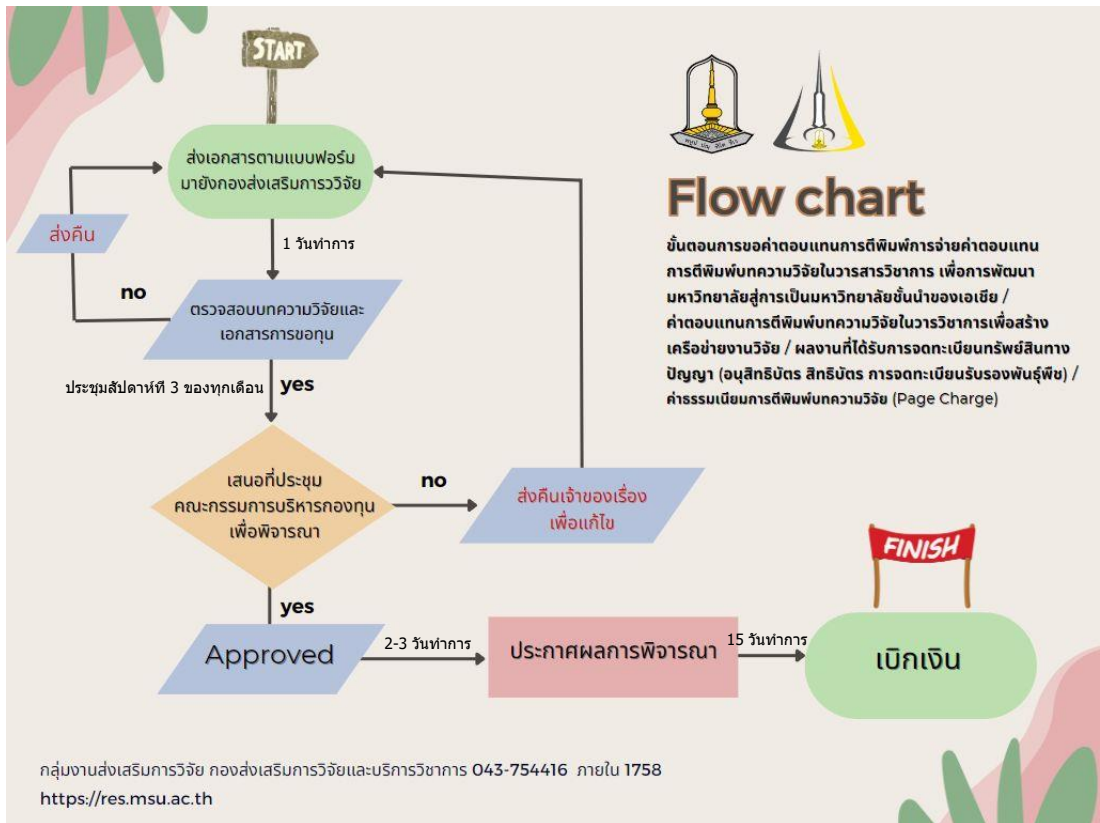 START
ส่งเอกสารตามแบบฟอร์ม
มายังกองส่งเสริมการววิจัย
ส่งคืน
1 วันทำการ
no
ตรวจสอบบทความวิจัยและ
เอกสารการขอทุน
ประชุมสัปดาห์ที่ 3 ของทุกเดือน
yes
เสนอที่ประชุม
คณะกรรมการบริหารกองทุน
เพื่อพิจารณา
no
ส่งคืนเจ้าของเรื่อง
เพื่อแก้ไข
yes
Approved
2-3 วันทำการ
ประกาศผลการพิจารณา
15 วันทำการ
FINISH
เบิกเงิน
Flow chart
ขั้นตอนการขอค่าตอบแทนการตีพิมพ์การจ่ายค่าตอบแทน
การตีพิมพ์บทความวิจัยในวารสารวิชาการ เพื่อการพัฒนา
มหาวิทยาลัยสู่การเป็นมหาวิทยาลัยชั้นนำของเอเชีย /
ค่าตอบแทนการตีพิมพ์บทความวิจัยในวารวิชาการเพื่อสร้าง
เครือข่ายงานวิจัย / ผลงานที่ได้รับการจดทะเบียนทรัพย์สินทาง
ปัญญา (อนุสิทธิบัตร สิทธิบัตร การจดทะเบียนรับรองพันธุ์พืช) /
ค่าธรรมเนียมการตีพิมพ์บทความวิจัย (Page Charge)
กลุ่มงานส่งเสริมการวิจัย กองส่งเสริมการวิจัยและบริการวิชาการ 043-754416 ภายใน 1758
https://res.msu.ac.th